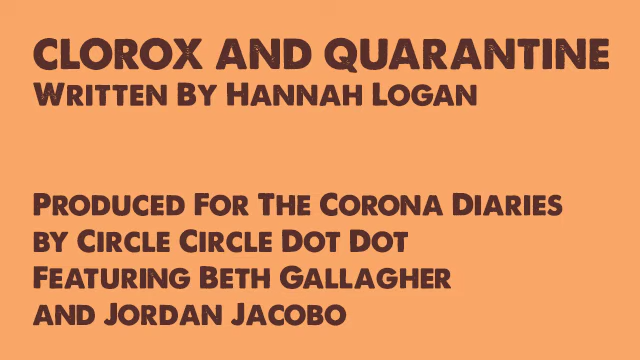 CLOROX AND QUARANTINE
WRITTEN BY HANNAH LOGAN
PRODUCED FOR THE CORONA DIARIES
BY CIRCLE CIRCLE DOT DOT
FEATURING BETH GALLAGHER
AND JORDAN JACOBO